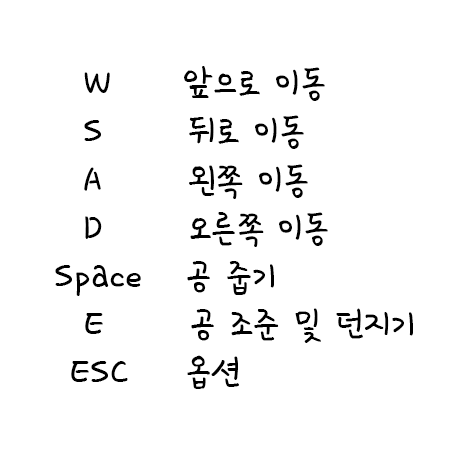 W 앞으로 이동
S 뒤로 이동
A 왼쪽 이동
D 오른쪽 이동
Space 공 줍기
E 공 조준 및 던지기
ESC 옵션